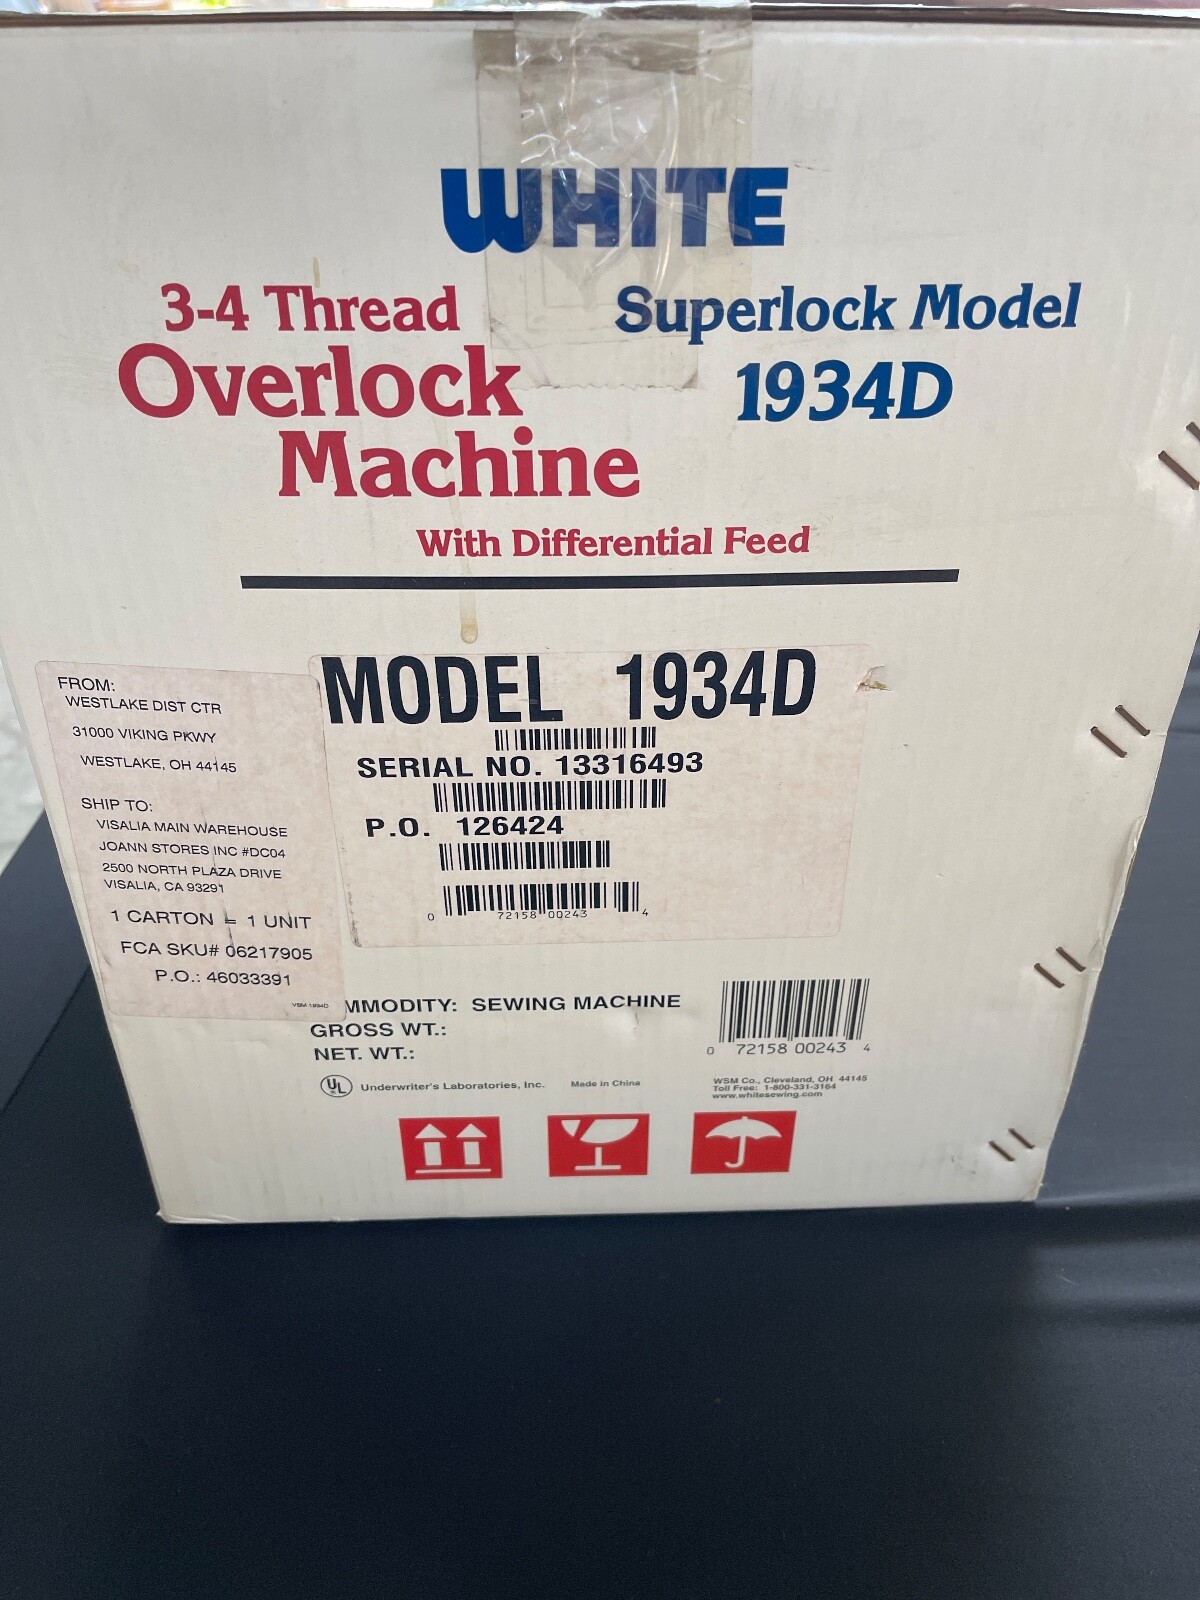 WHITE
3-4 Thread
Overlock
Machine
Superlock Model
1934D
With Differential Feed
FROM:
WESTLAKE DIST CTR
31000 VIKING PKWY
WESTLAKE, OH 44145
SHIP TO:
VISALIA MAIN WAREHOUSE
JOANN STORES INC #DC04
2500 NORTH PLAZA DRIVE
VISALIA, CA 93291
1 CARTON = 1 UNIT
FCA SKU# 06217905
P.O.: 46033391
VSM 1934D
MODEL 1934D
SERIAL NO. 13316493
P.O. 126424
0 72158 00243 4
MMODITY: SEWING MACHINE
GROSS WT.:
NET. WT.:
0 72158 00243 4
UL Underwriter's Laboratories, Inc. Made in China
WSM Co., Cleveland, OH 44145
Toll Free: 1-800-331-3164
www.whitesewing.com